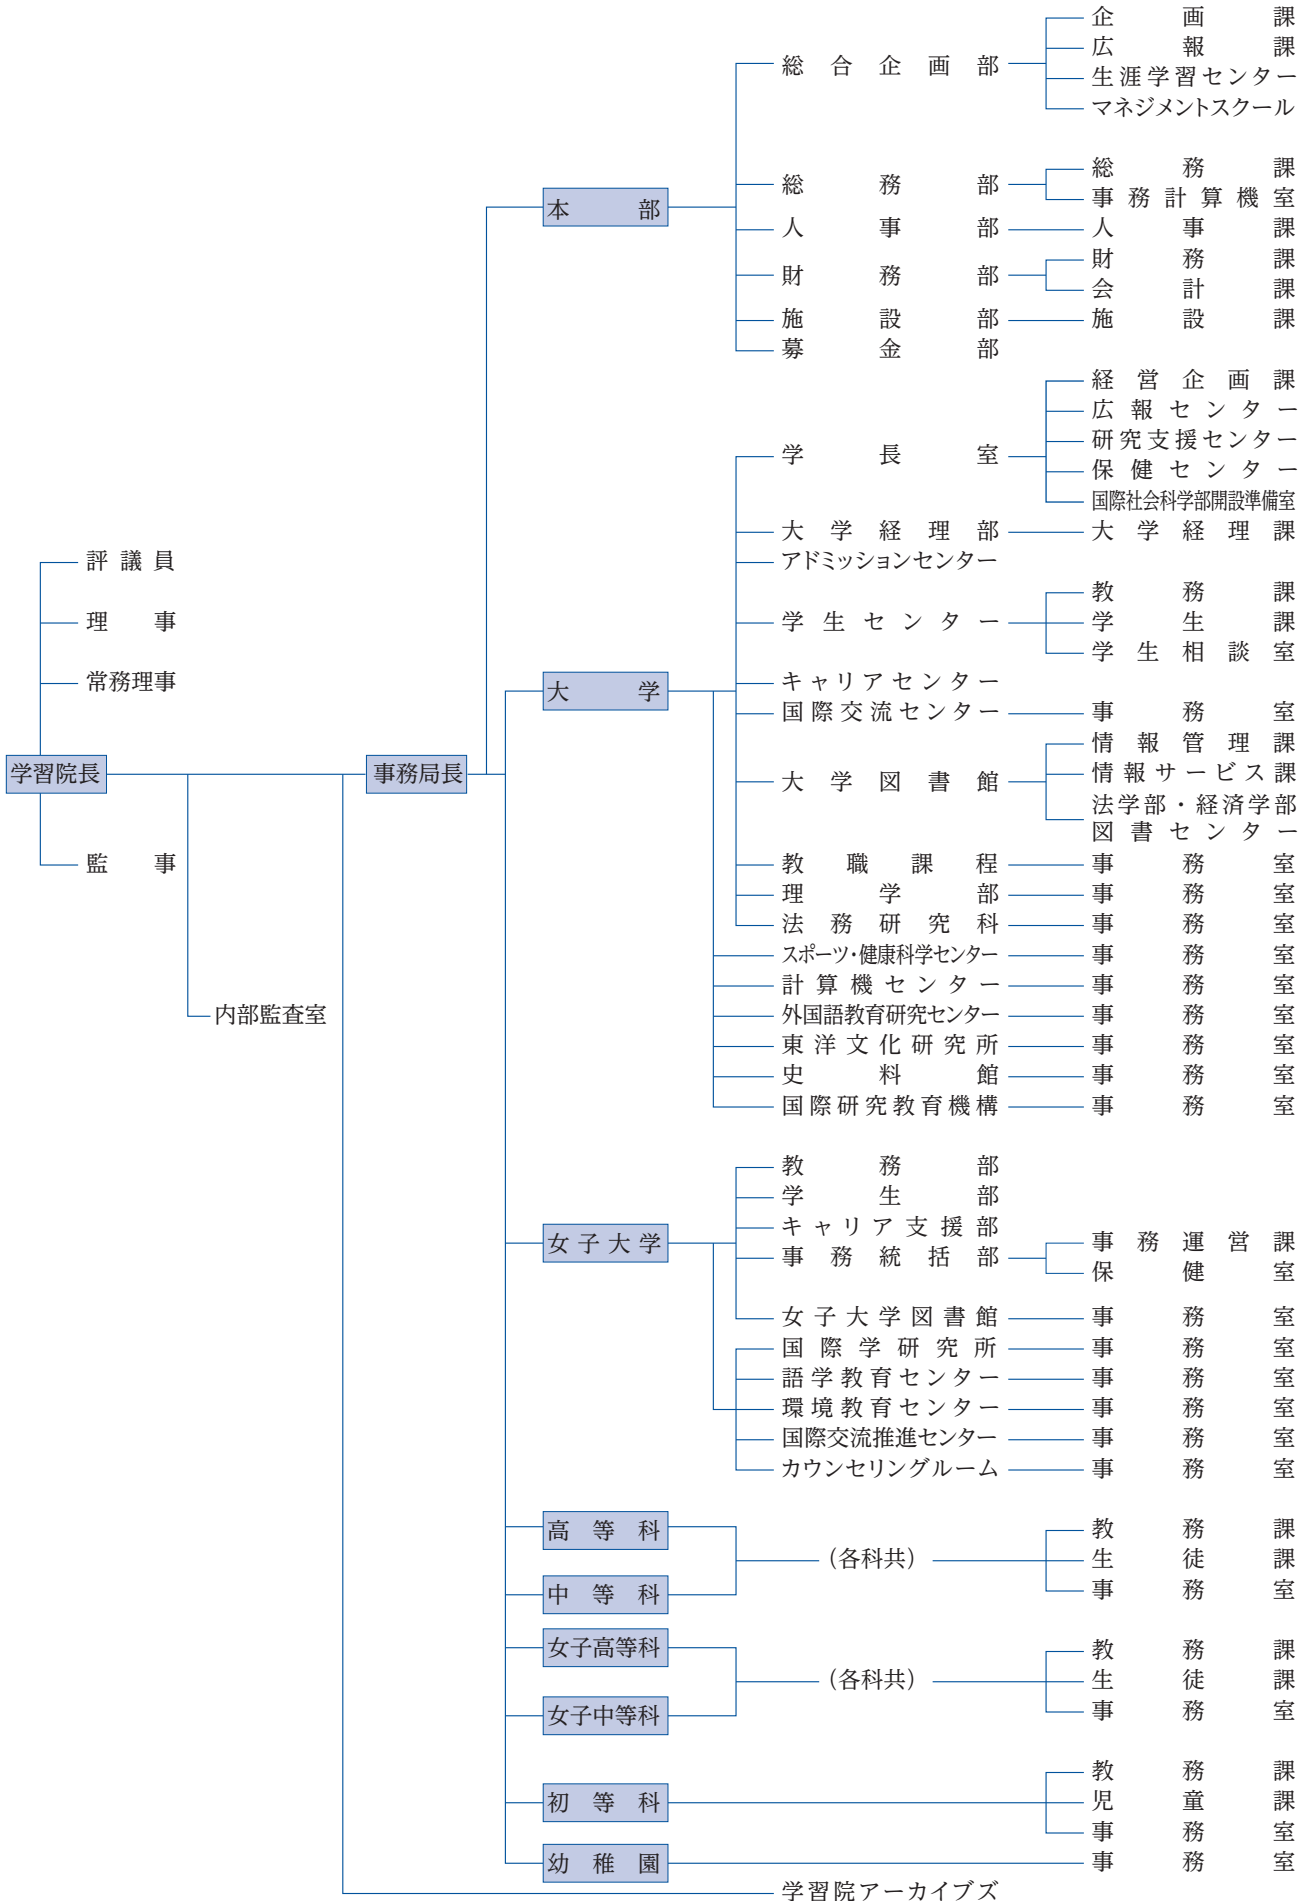 企画課
広報課
総合企画部
生涯学習センター
マネジメントスクール
総務課
総務部
事務計算機室
本部
人事部
人事課
財務課
財務部
会計課
施設部
施設課
募金部
経営企画課
広報センター
研究支援センター
学長室
保健センター
国際社会科学部開設準備室
大学経理部
大学経理課
評議員
アドミッションセンター
教務課
理事
学生センター
学生課
学生相談室
常務理事
大学
キャリアセンター
国際交流センター
事務室
情報管理課
学習院長
事務局長
大学図書館
情報サービス課
法学部・経済学部
図書センター
監事
教職課程
事務室
理学部
事務室
法務研究科
事務室
スポーツ・健康科学センター
事務室
計算機センター
事務室
内部監査室
外国語教育研究センター
事務室
東洋文化研究所
事務室
史料館
事務室
国際研究教育機構
事務室
教務部
学生部
キャリア支援部
女子大学
事務統括部
事務運営課
保健室
女子大学図書館
事務室
国際学研究所
事務室
語学教育センター
事務室
環境教育センター
事務室
国際交流推進センター
事務室
カウンセリングルーム
事務室
高等科
教務課
(各科共)
生徒課
中等科
事務室
女子高等科
教務課
(各科共)
生徒課
女子中等科
事務室
教務課
初等科
児童課
事務室
幼稚園
事務室
学習院アーカイブズ